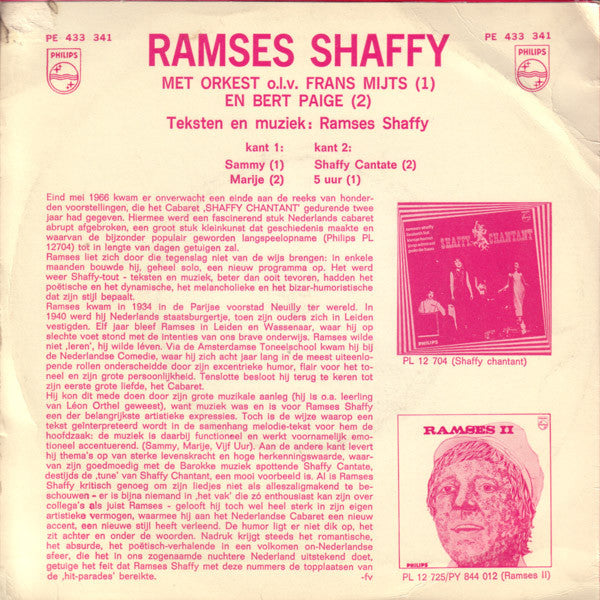 PE 433 341
PE 433 341
PHILIPS
PHILIPS
RAMSES SHAFFY
MET ORKEST o.l.v. FRANS MIJTS (1)
EN BERT PAIGE (2)
Teksten en muziek: Ramses Shaffy
kant 1: kant 2:
Sammy (1) Shaffy Cantate (2)
Marije (2) 5 uur (1)
Eind mei 1966 kwam er onverwacht een einde aan de reeks van honder-
den voorstellingen, die het Cabaret ‚SHAFFY CHANTANT' gedurende twee
jaar had gegeven. Hiermee werd een fascinerend stuk Nederlands cabaret
abrupt afgebroken, een groot stuk kleinkunst dat geschiedenis maakte en
waarvan de bijzonder populair geworden langspeelopname (Philips PL
12704) tot in lengte van dagen getuigen zal.
Ramses liet zich door die tegenslag niet van de wijs brengen: in enkele
maanden bouwde hij, geheel solo, een nieuw programma op. Het werd
weer Shaffy-tout - teksten en muziek, beter dan ooit tevoren, hadden het
poëtische en het dynamische, het melancholieke en het bizar-humoristische
dat zijn stijl bepaalt.
Ramses kwam in 1934 in de Parijse voorstad Neuilly ter wereld. In
1940 werd hij Nederlands staatsburgertje, toen zijn ouders zich in Leiden
vestigden. Elf jaar bleef Ramses in Leiden en Wassenaar, waar hij op
slechte voet stond met de intenties van ons brave onderwijs. Ramses wilde
niet ‚leren', hij wilde léven. Via de Amsterdamse Toneelschool kwam hij bij
de Nederlandse Comedie, waar hij zich acht jaar lang in de meest uiteenlo-
pende rollen onderscheidde door zijn excentrieke humor, flair voor het to-
neel en zijn grote persoonlijkheid. Tenslotte besloot hij terug te keren tot
zijn eerste grote liefde, het Cabaret.
Hij kon dit mede doen door zijn grote muzikale aanleg (hij is o.a. leerling
van Léon Orthel geweest), want muziek was en is voor Ramses Shaffy
een der belangrijkste artistieke expressies. Toch is de wijze waarop een
tekst geïnterpreteerd wordt in de samenhang melodie-tekst voor hem de
hoofdzaak: de muziek is daarbij functioneel en werkt voornamelijk emo-
tioneel accentuerend. (Sammy, Marije, Vijf Uur). Aan de andere kant levert
hij thema's op van sterke levenskracht en hoge herkenningswaarde, waar-
van zijn goedmoedig met de Barokke muziek spottende Shaffy Cantate,
destijds de ‚tune' van Shaffy Chantant, een mooi voorbeeld is. Al is Ramses
Shaffy kritisch genoeg om zijn liedjes niet als alleszaligmakend te be-
schouwen - er is bijna niemand in ‚het vak' die zó enthousiast kan zijn over
collega's als juist Ramses - gelooft hij toch wel heel sterk in zijn eigen
artistieke vermogen, waarmee hij aan het Nederlandse Cabaret een nieuw
accent, een nieuwe stijl heeft verleend. De humor ligt er niet dik op, het
zit achter en onder de woorden. Nadruk krijgt steeds het romantische,
het absurde, het poëtisch-verhalende in een volkomen on-Nederlandse
sfeer, die het in ons zogenaamde nuchtere Nederland uitstekend doet,
getuige het feit dat Ramses Shaffy met deze nummers de topplaatsen van
de ‚hit-parades' bereikte. -fv
SHAFFY CHANTANT
PHILIPS
PL 12 704 (Shaffy chantant)
RAMSES II
PHILIPS
PL 12 725/PY 844 012 (Ramses II)